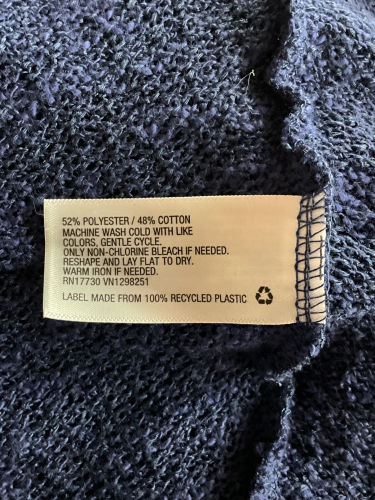 52% POLYESTER / 48% COTTON
MACHINE WASH COLD WITH LIKE
COLORS, GENTLE CYCLE.
ONLY NON-CHLORINE BLEACH IF NEEDED.
RESHAPE AND LAY FLAT TO DRY.
WARM IRON IF NEEDED.
RN17730 VN1298251
LABEL MADE FROM 100% RECYCLED PLASTIC